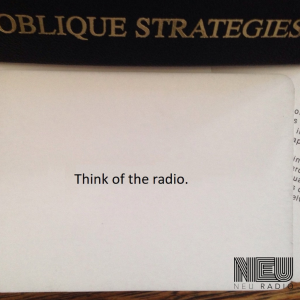 OBLIQUE STRATEGIES
Think of the radio.
NEU
NEU RADIO